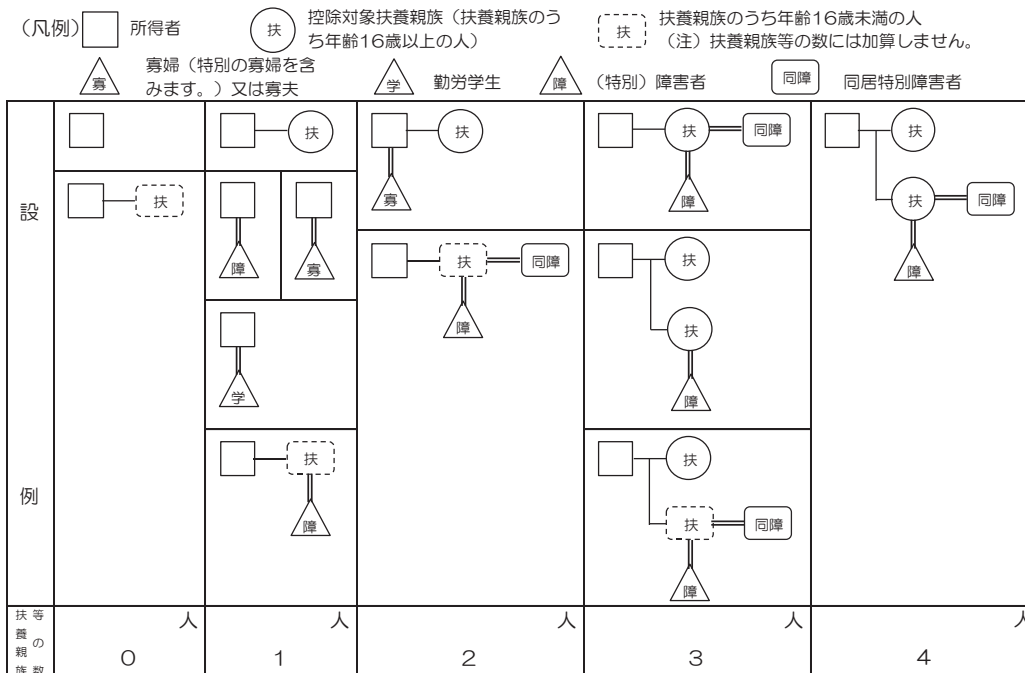 (凡例) 所得者
扶 控除対象扶養親族(扶養親族のう
ち年齢16歳以上の人)
扶 扶養親族のうち年齢16歳未満の人
(注)扶養親族等の数には加算しません。
寡 寡婦(特別の寡婦を含
みます。)又は寡夫
学 勤労学生
障 (特別)障害者
同障 同居特別障害者
設例
扶
扶
障
寡
学
扶
障
扶
寡
扶 同障
障
扶 同障
障
扶
扶
障
扶
扶 同障
障
扶
扶 同障
障
扶養親族等の数
人 人 人 人 人
0 1 2 3 4